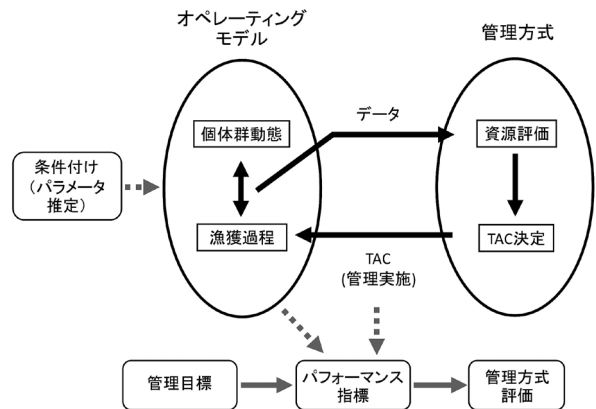 オペレーティング
モデル
管理方式
データ
個体群動態
資源評価
条件付け
（パラメータ
推定）
漁獲過程
TAC決定
TAC
(管理実施)
管理目標
パフォーマンス
指標
管理方式
評価